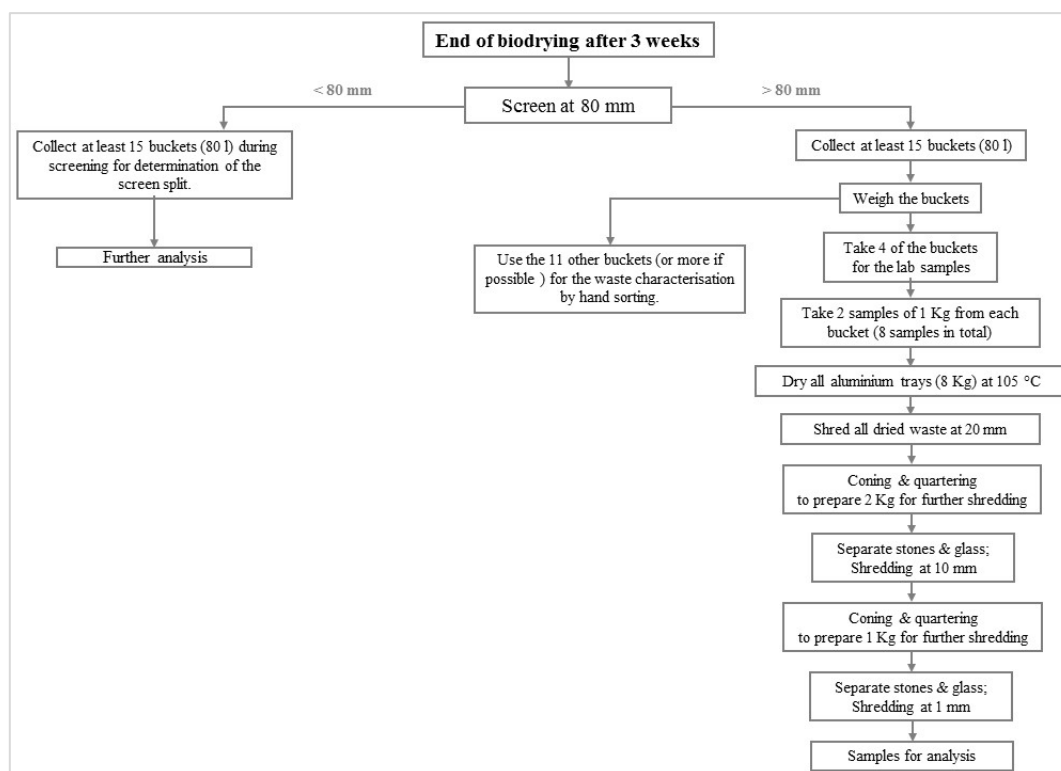 End of biodrying after 3 weeks
< 80 mm
Screen at 80 mm
> 80 mm
Collect at least 15 buckets (80 l) during
screening for determination of the
screen split.
Further analysis
Collect at least 15 buckets (80 l)
Weigh the buckets
Use the 11 other buckets (or more if
possible ) for the waste characterisation
by hand sorting.
Take 4 of the buckets
for the lab samples
Take 2 samples of 1 Kg from each
bucket (8 samples in total)
Dry all aluminium trays (8 Kg) at 105 °C
Shred all dried waste at 20 mm
Coning & quartering
to prepare 2 Kg for further shredding
Separate stones & glass;
Shredding at 10 mm
Coning & quartering
to prepare 1 Kg for further shredding
Separate stones & glass;
Shredding at 1 mm
Samples for analysis